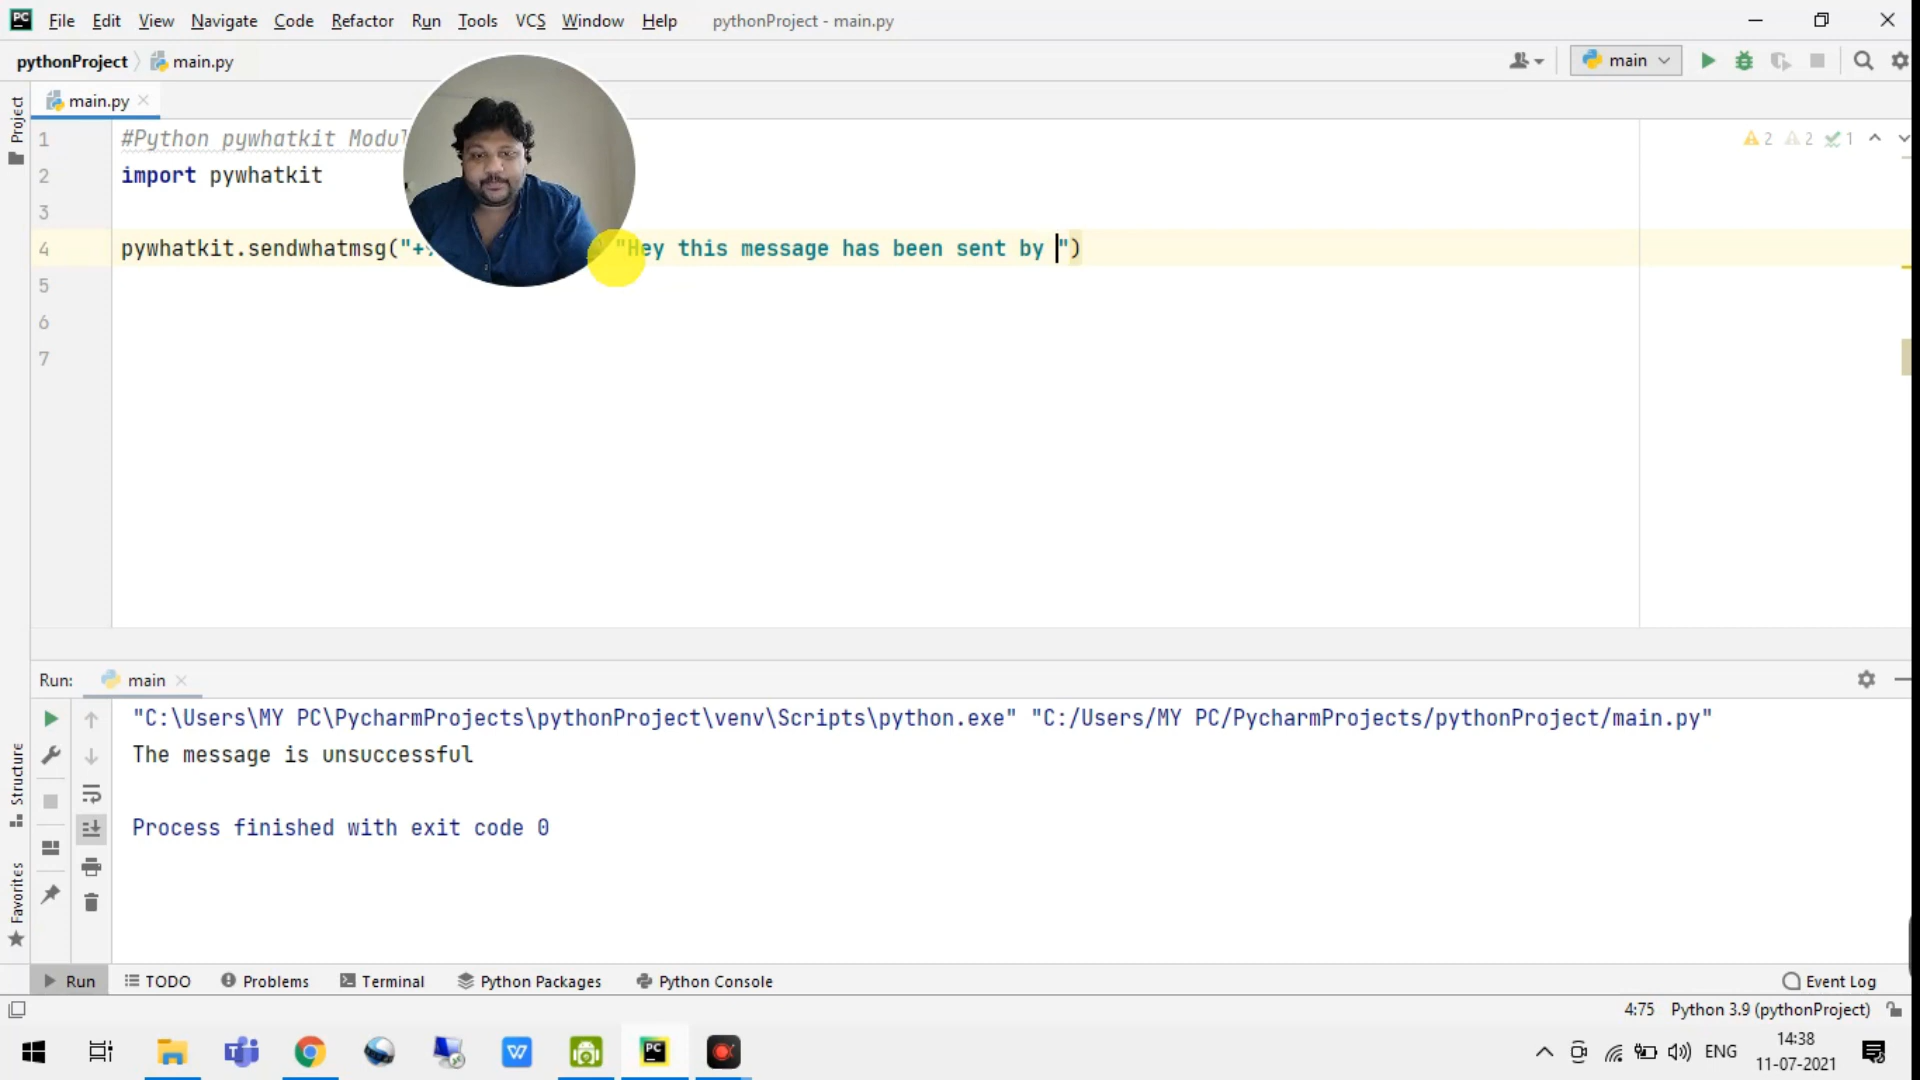 File Edit View Navigate Code Refactor Run Tools VCS Window Help pythonProject - main.py
pythonProject main.py main
Project
main.py
1 #Python pywhatkit 2 2 1
2 import pywhatkit
3
4 pywhatkit.sendwhatmsg("+ "Hey this message has been sent by ")
5
6
7
Run: main
"C:\Users\MY PC\PycharmProjects\pythonProject\venv\Scripts\python.exe" "C:/Users/MY PC/PycharmProjects/pythonProject/main.py"
The message is unsuccessful
Process finished with exit code 0
Structure
Favorites
Run TODO Problems Terminal Python Packages Python Console Event Log
4:75 Python 3.9 (pythonProject)
ENG 14:38
11-07-2021